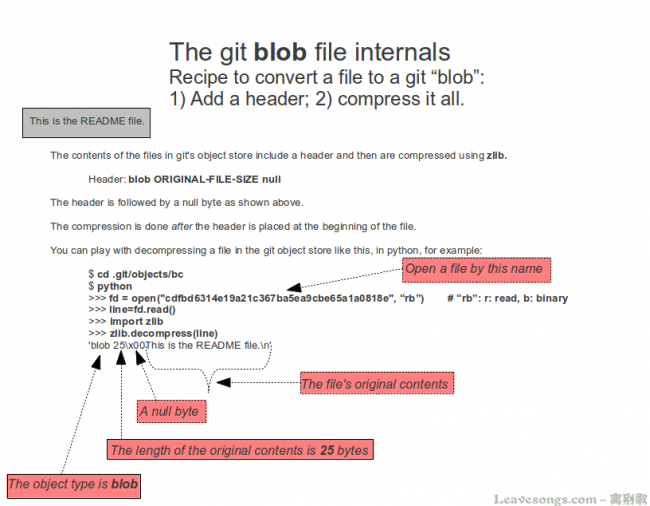 The git blob file internals
Recipe to convert a file to a git “blob”:
1) Add a header; 2) compress it all.
This is the README file.
The contents of the files in git's object store include a header and then are compressed using zlib.
Header: blob ORIGINAL-FILE-SIZE null
The header is followed by a null byte as shown above.
The compression is done after the header is placed at the beginning of the file.
You can play with decompressing a file in the git object store like this, in python, for example:
Open a file by this name
$ cd .git/objects/bc
$ python
>>> fd = open("cdfbd6314e19a21c367ba5ea9cbe65a1a0818e", “rb”) # “rb”: r: read, b: binary
>>> line=fd.read()
>>> import zlib
>>> zlib.decompress(line)
'blob 25\x00This is the README file.\n'
The file's original contents
A null byte
The length of the original contents is 25 bytes
The object type is blob
Leavesongs.com – 离别歌